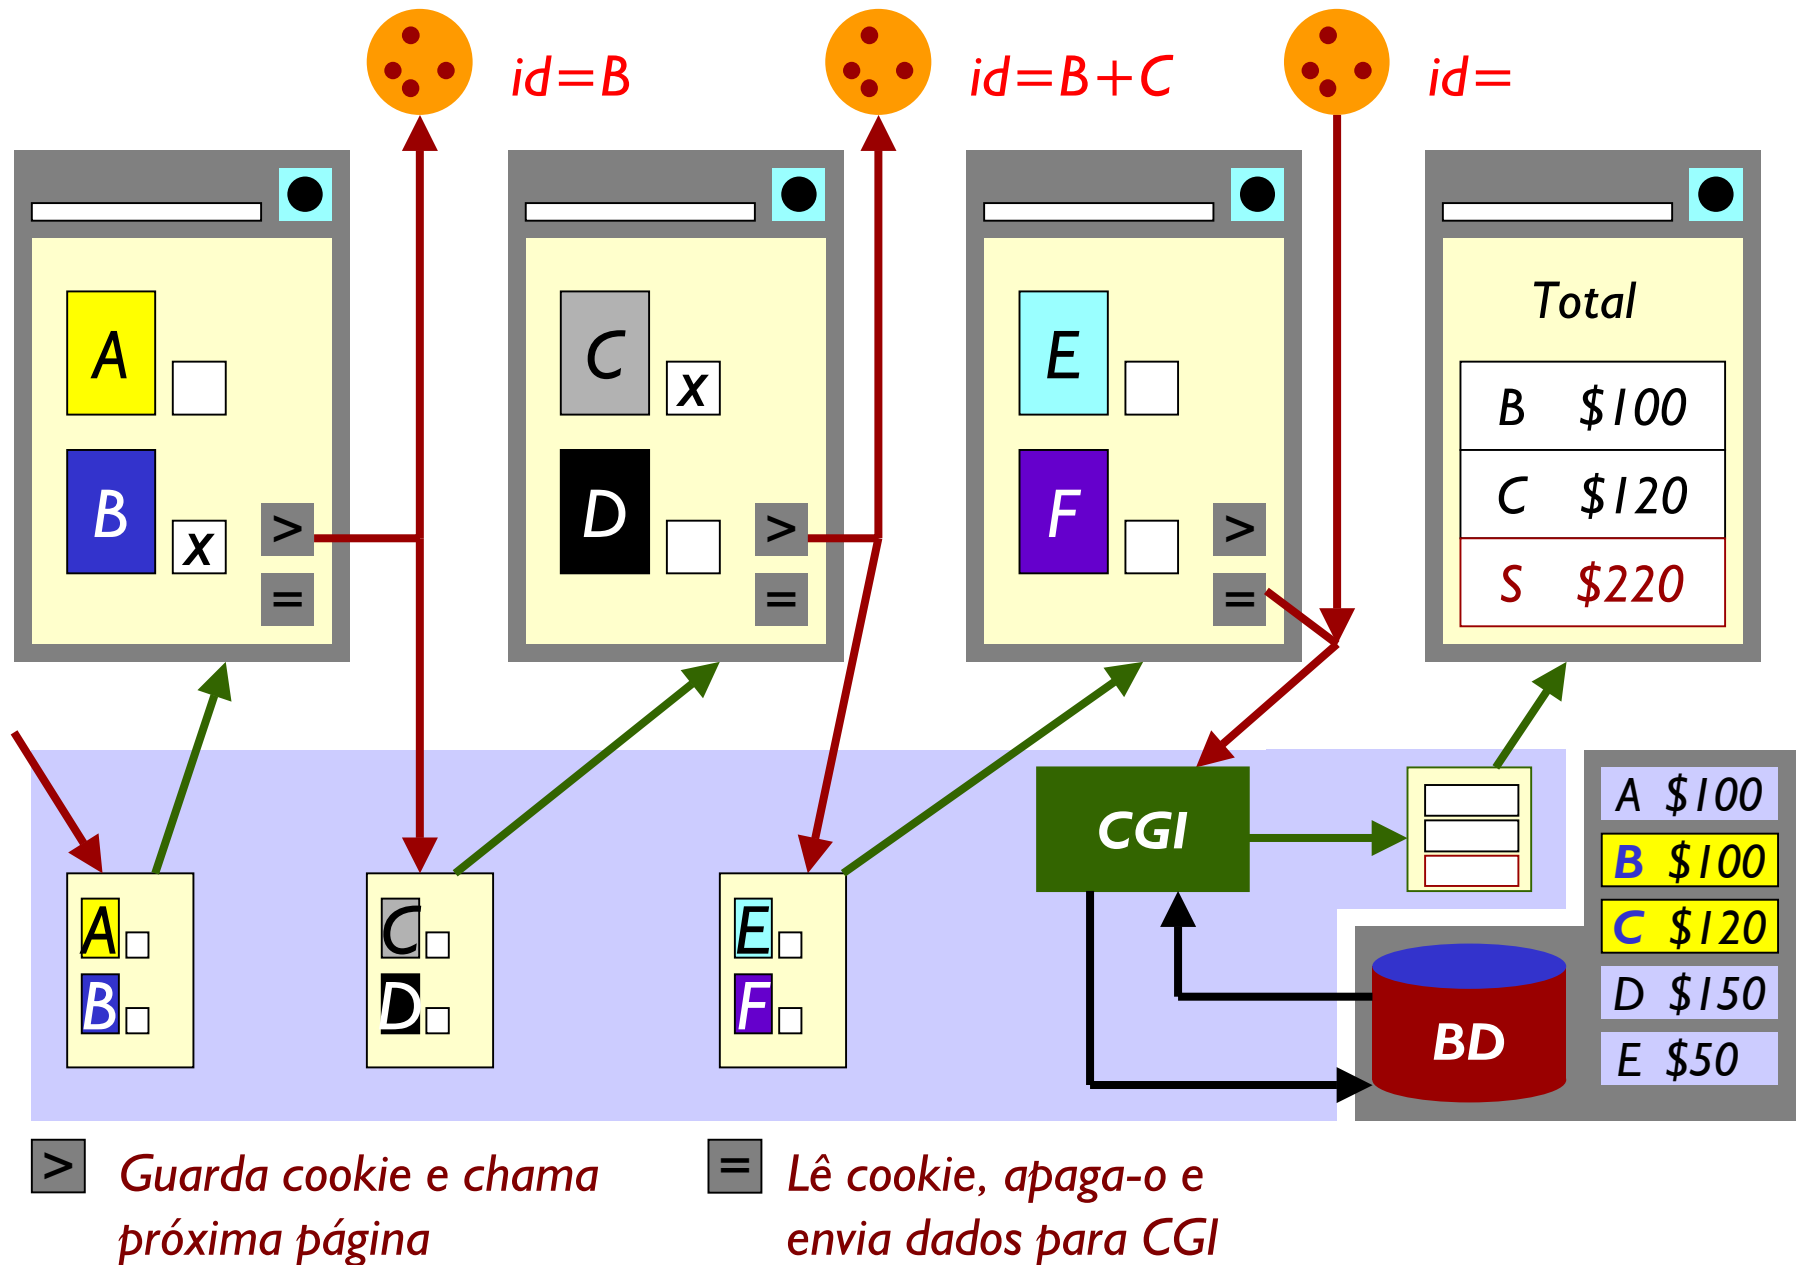 id=B
id=B+C
id=
A
B
x
>
=
C
x
D
>
=
E
F
>
=
Total
B $100
C $120
S $220
A
B
C
D
E
F
CGI
BD
A $100
B $100
C $120
D $150
E $50
> Guarda cookie e chama
próxima página
= Lê cookie, apaga-o e
envia dados para CGI